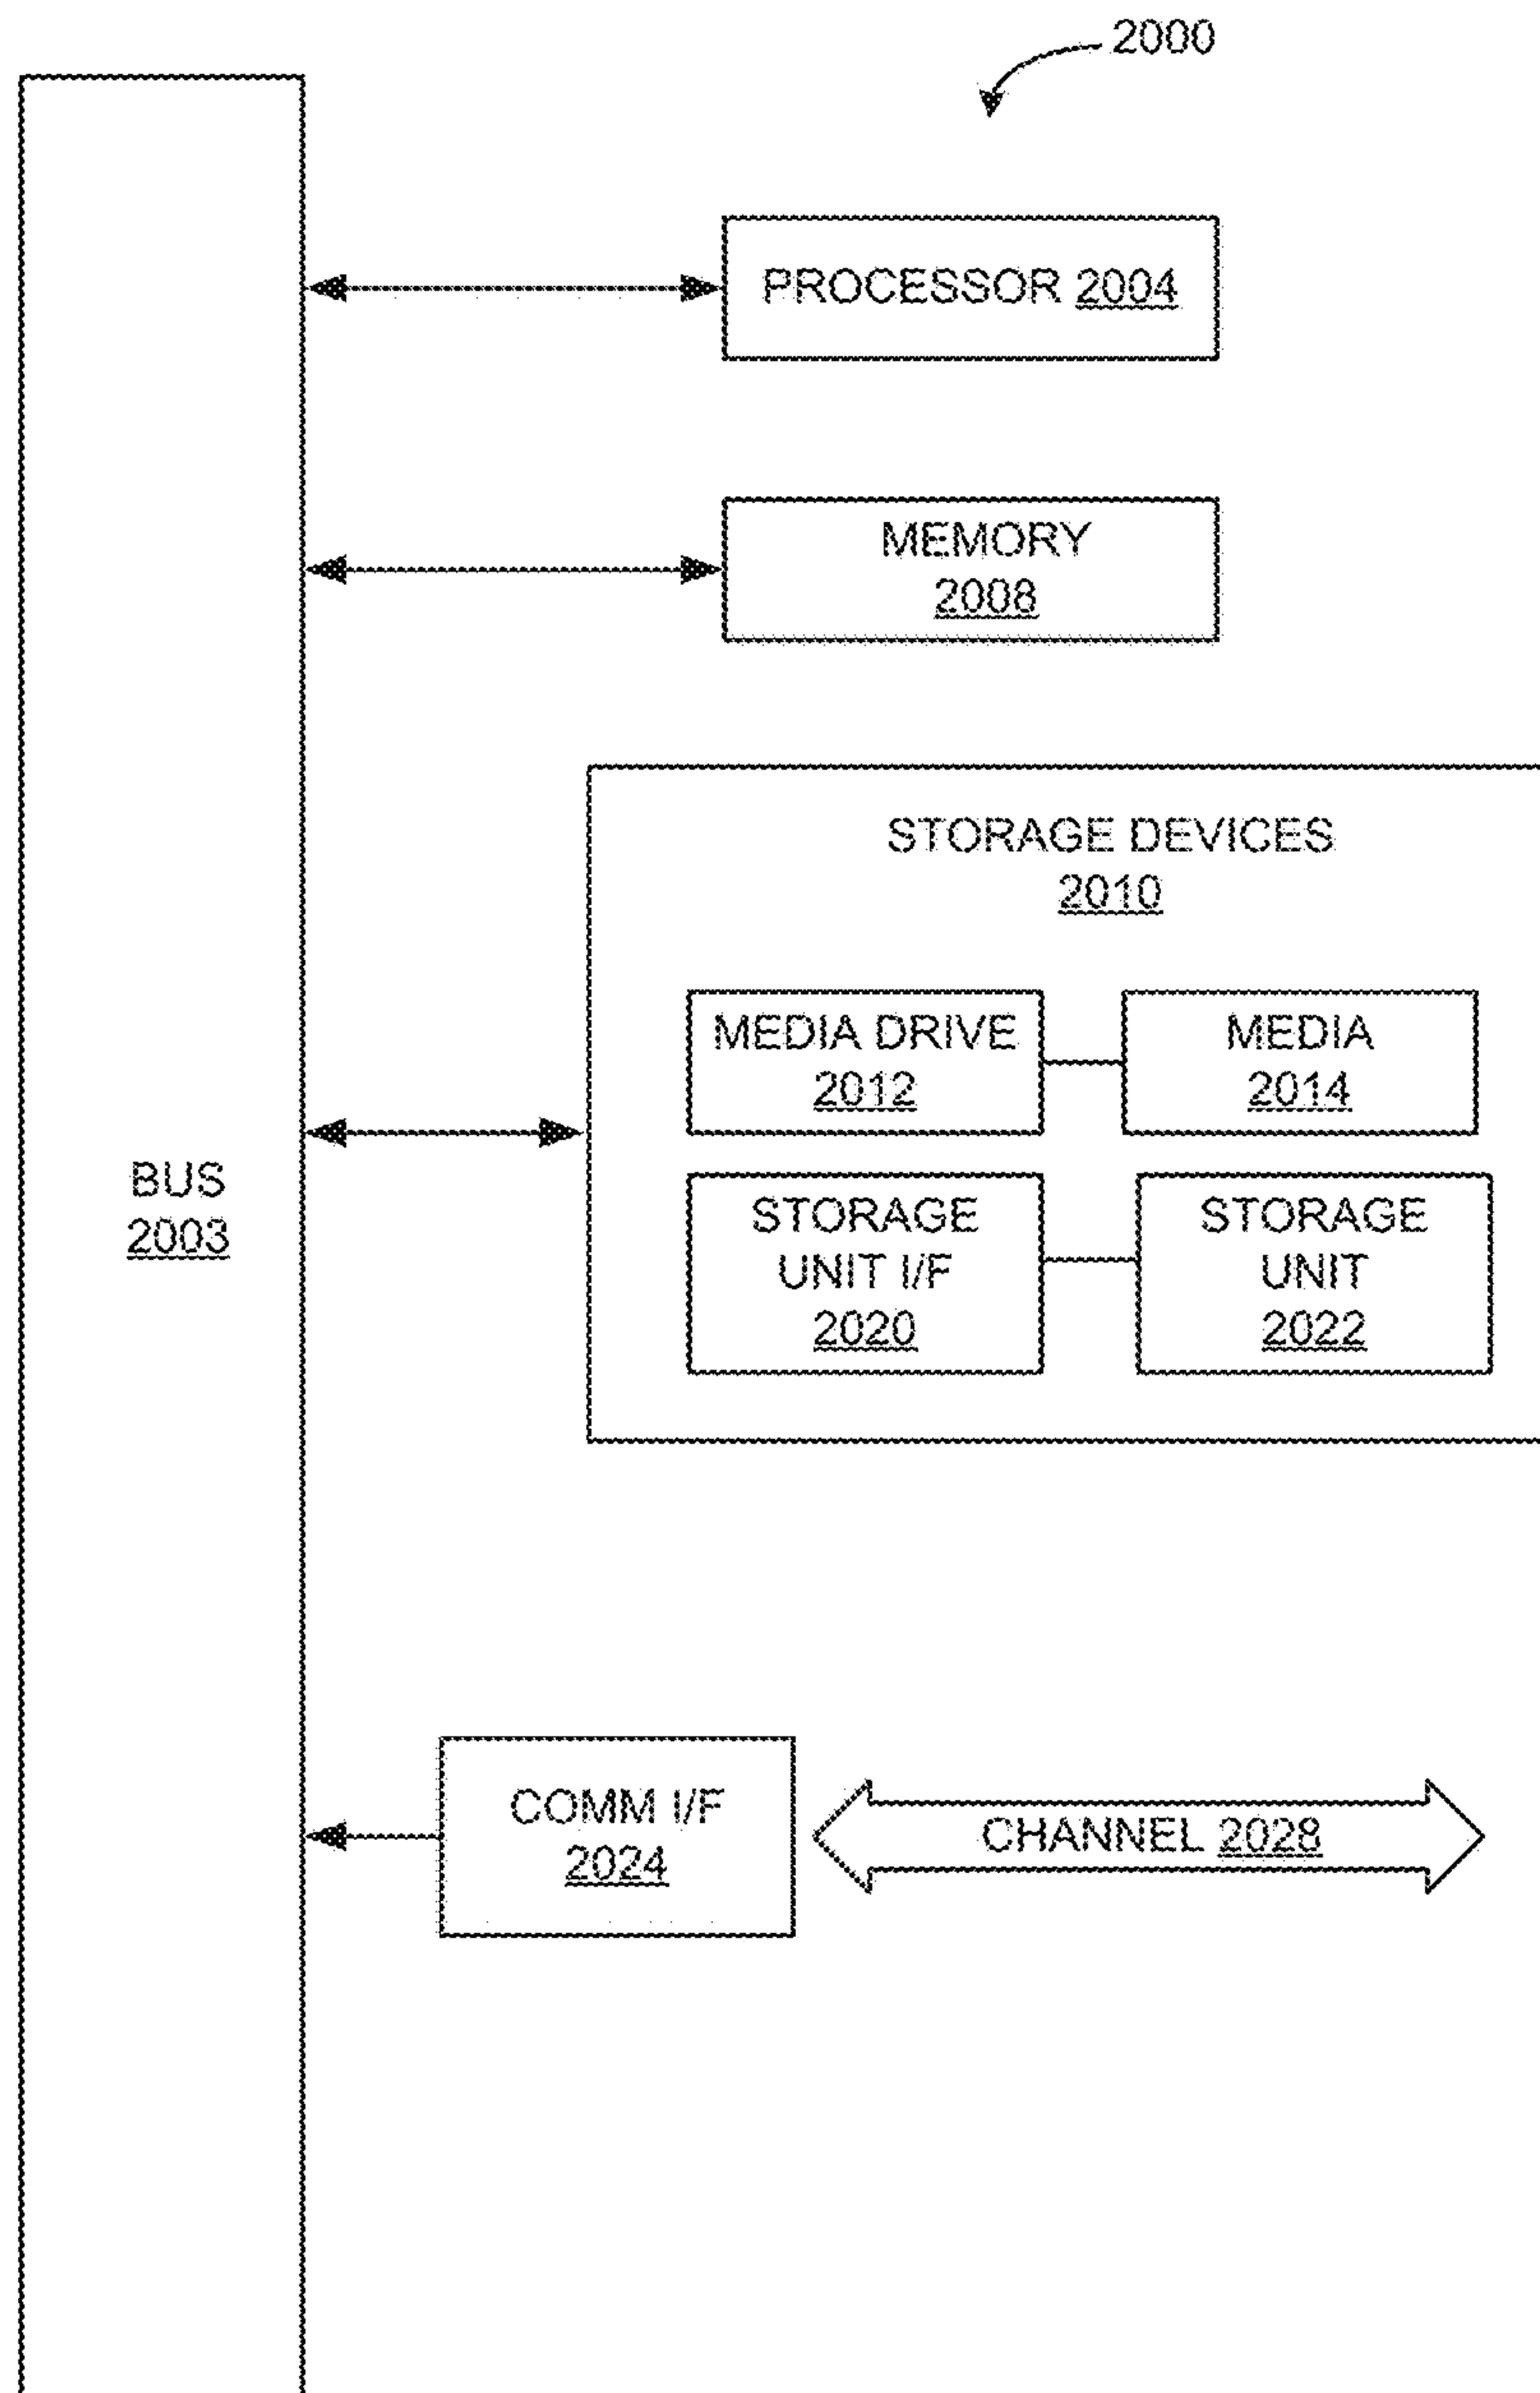 2000
PROCESSOR 2004
MEMORY
2008
STORAGE DEVICES
2010
MEDIA DRIVE
2012
MEDIA
2014
BUS
2003
STORAGE
UNIT I/F
2020
STORAGE
UNIT
2022
COMM I/F
2024
CHANNEL 2028